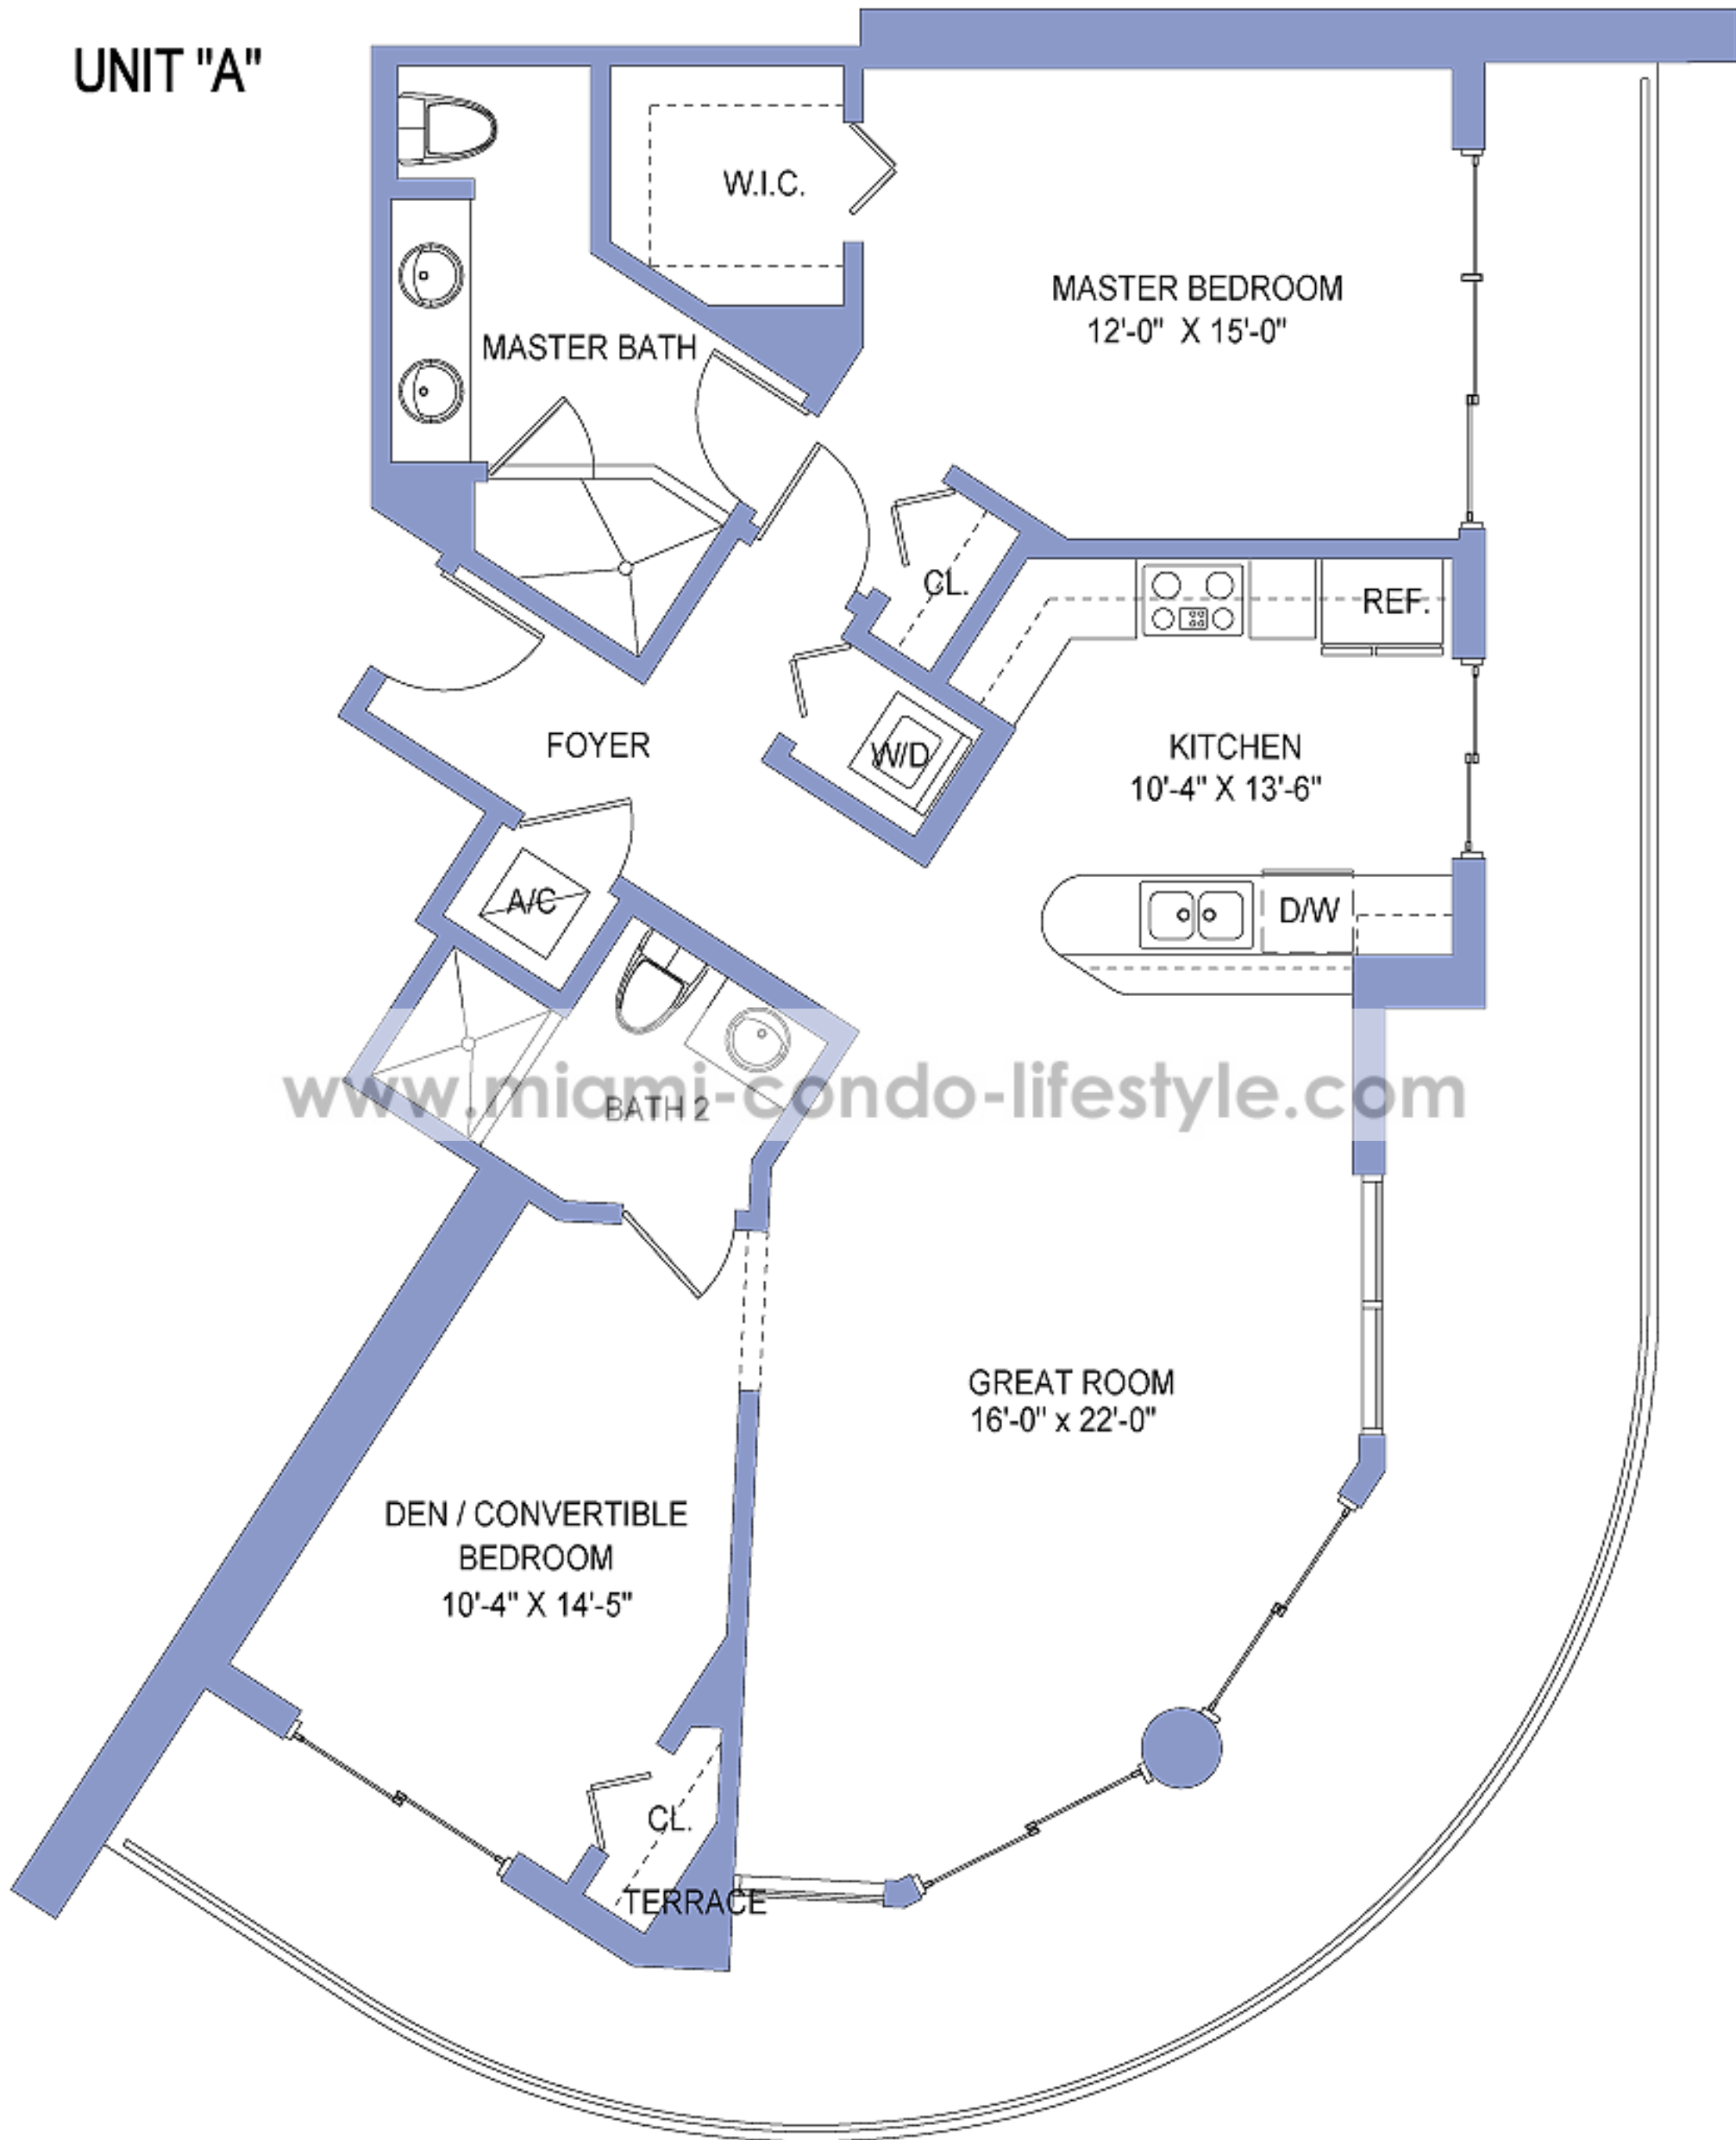 UNIT "A"
W.I.C.
MASTER BEDROOM
12'-0" X 15'-0"
MASTER BATH
CL.
REF.
FOYER
W/D
KITCHEN
10'-4" X 13'-6"
A/C
D/W
www.miami-condo-lifestyle.com
BATH 2
GREAT ROOM
16'-0" x 22'-0"
DEN / CONVERTIBLE
BEDROOM
10'-4" X 14'-5"
CL.
TERRACE